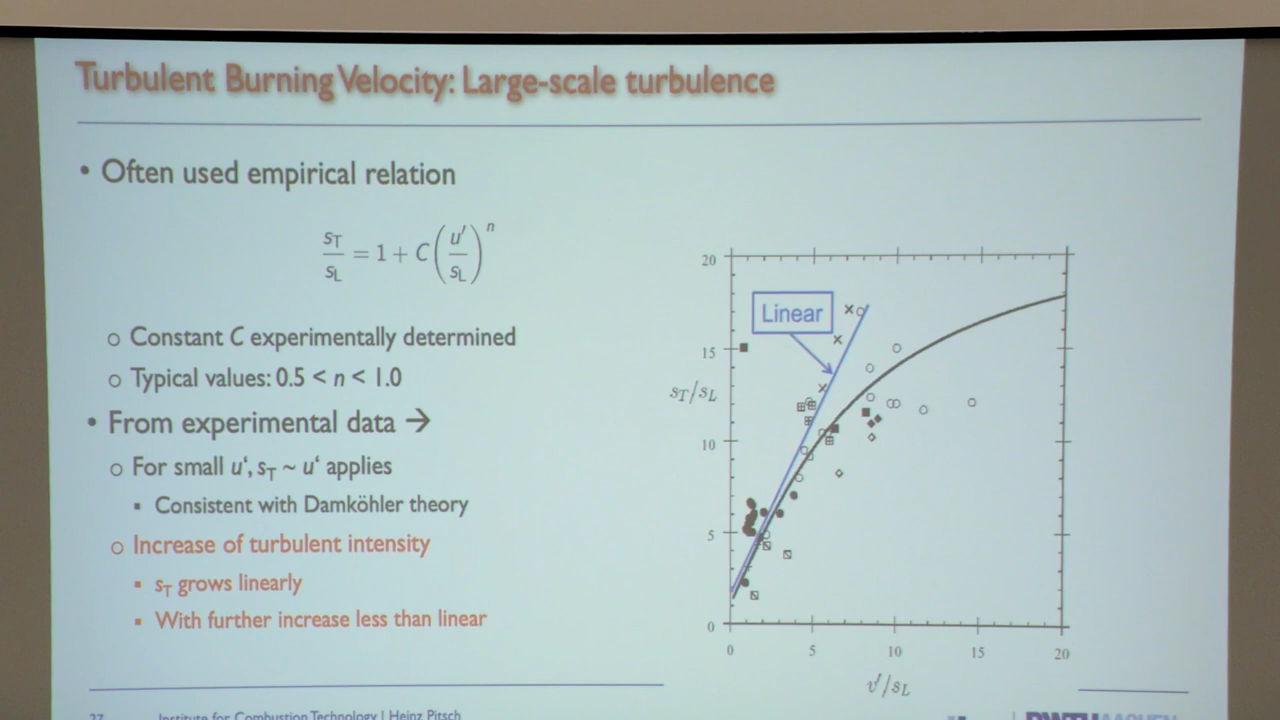 Turbulent Burning Velocity: Large-scale turbulence
• Often used empirical relation
sT/sL = 1 + C(u′/sL)^n
o Constant C experimentally determined
o Typical values: 0.5 < n < 1.0
• From experimental data →
o For small u‘, sT ~ u‘ applies
▪ Consistent with Damköhler theory
o Increase of turbulent intensity
▪ sT grows linearly
▪ With further increase less than linear
20
Linear
15
sT/sL
10
5
0
0 5 10 15 20
v′/sL
27 Institute for Combustion Technology | Heinz Pitsch
RWTH AACHEN